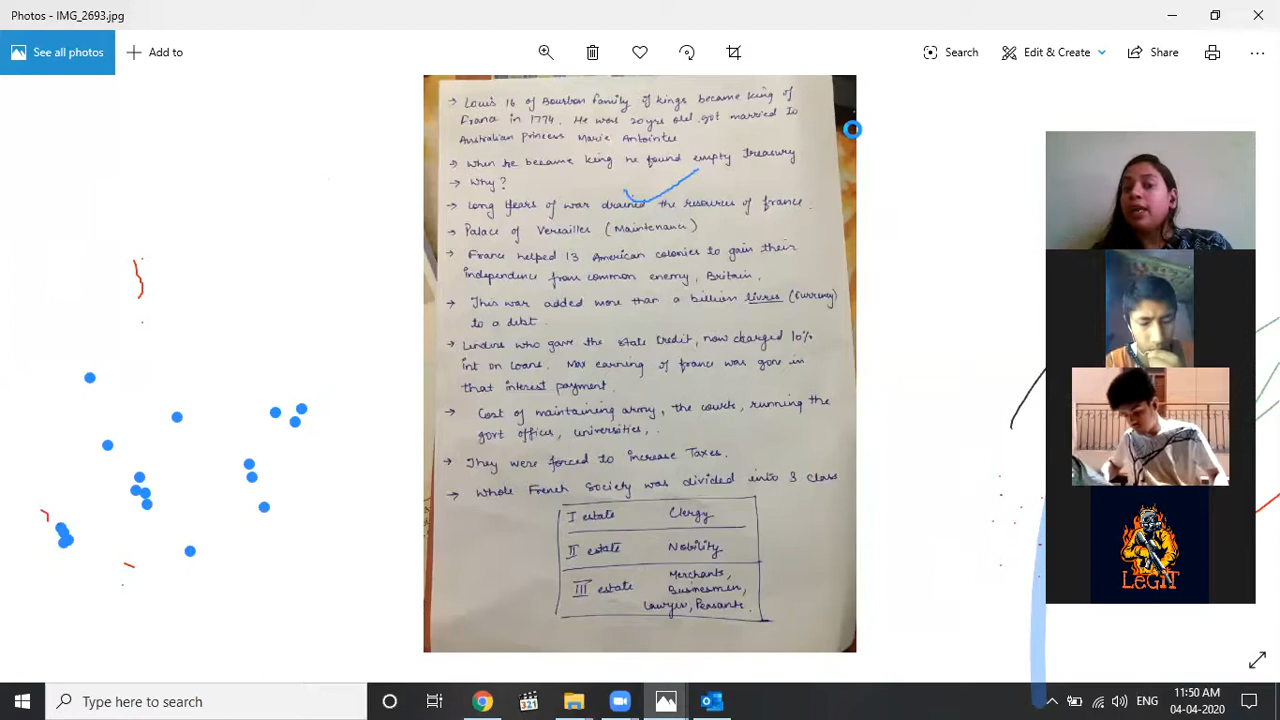 Photos - IMG_2693.jpg
See all photos
Add to
Search
Edit & Create
Share
→ Louis 16 of Bourbon family of kings became king of
France in 1774. He was 20yrs old got married to
Australian princess Marie Antointee
→ When he became king he found empty Treasury
→ Why?
→ Long years of war drained the resources of france.
→ Palace of Versailles (Maintenance)
→ France helped 13 American colonies to gain their
independence from common enemy, Britain.
→ This war added more than a billion livres (Currency)
to a debt.
→ Lenders who gave the state Credit, now charged 10%
int on loans. Max earning of france was gone in
that interest payment.
→ Cost of maintaining army, the courts, running the
govt offices, universities,.
→ They were forced to increase Taxes.
→ Whole French Society was divided into 3 class
I estate Clergy
II estate Nobility
III estate Merchants,
Businesmen,
Lawyer, Persants.
LeGiT
Type here to search
321
ENG
11:50 AM
04-04-2020